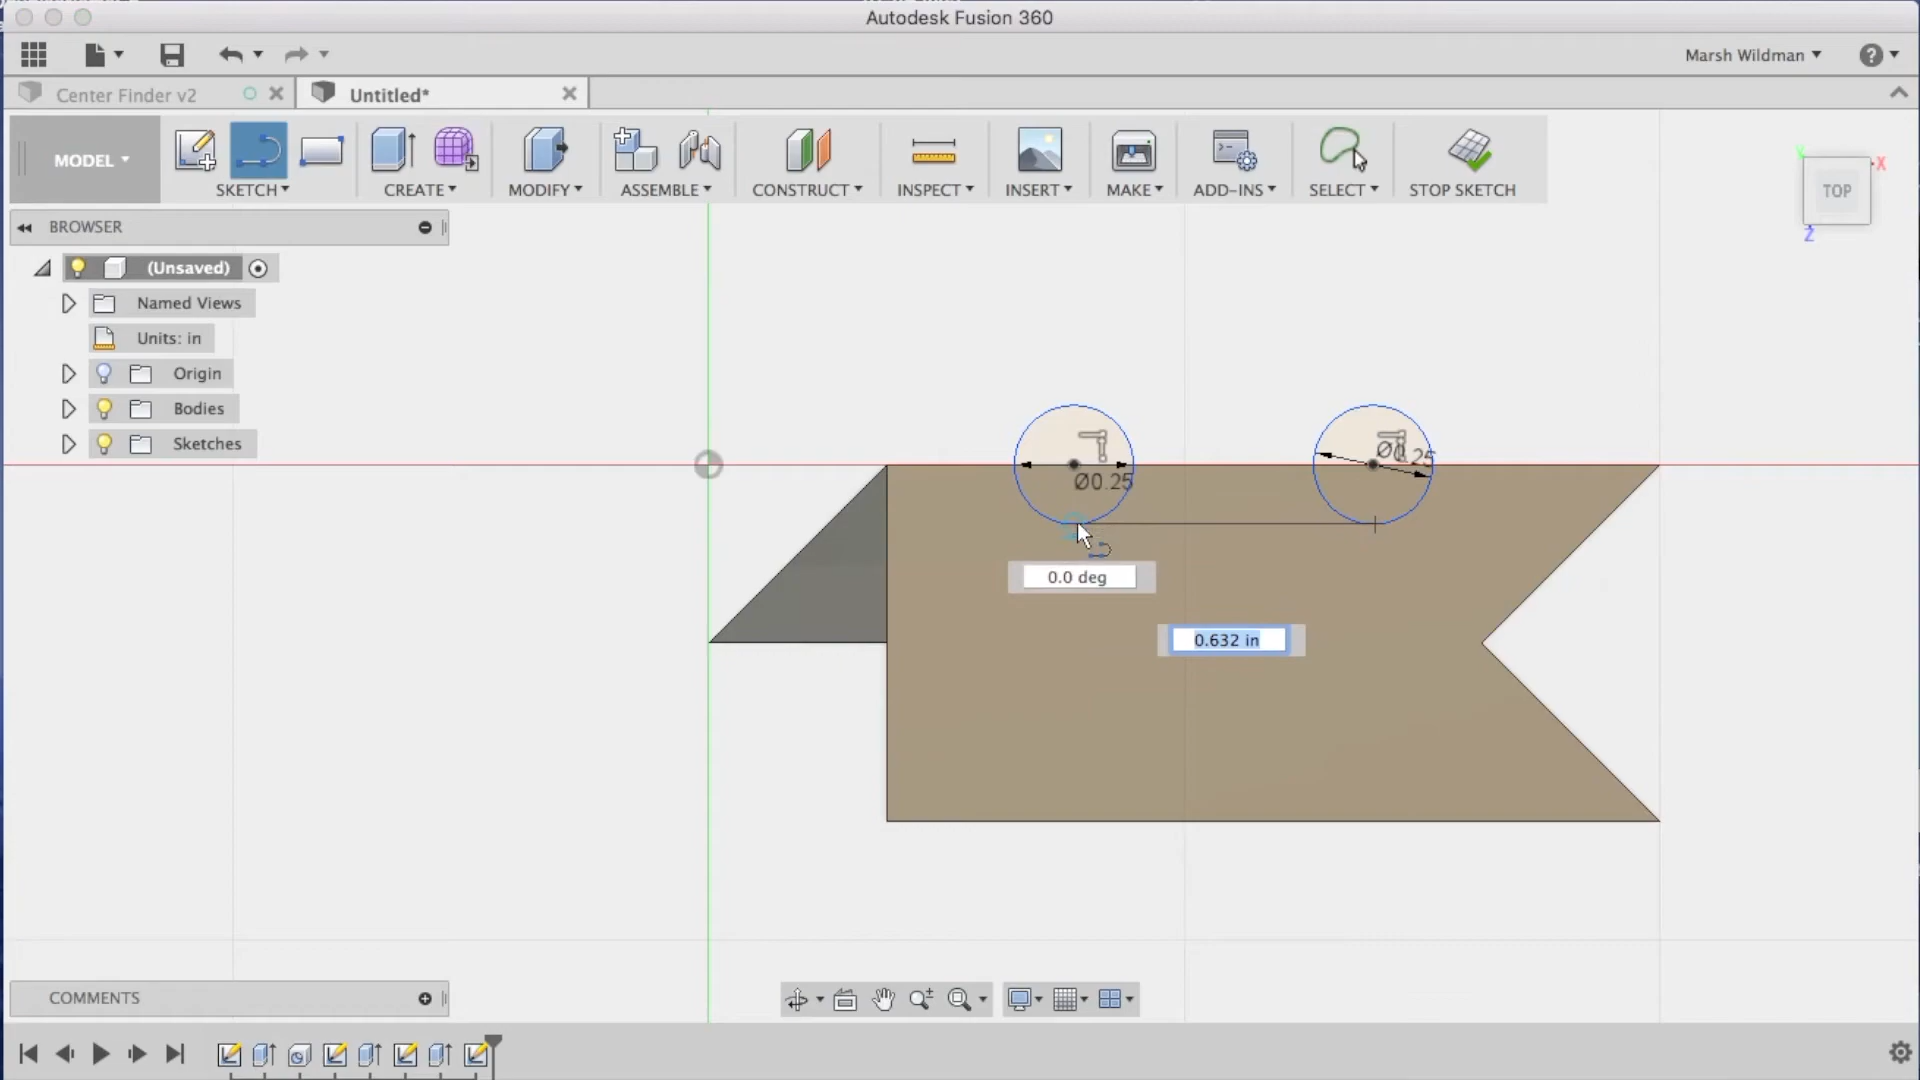 Autodesk Fusion 360
Marsh Wildman
?
Center Finder v2
Untitled*
MODEL
SKETCH
CREATE
MODIFY
ASSEMBLE
CONSTRUCT
INSPECT
INSERT
MAKE
ADD-INS
SELECT
STOP SKETCH
Y
X
TOP
Z
BROWSER
(Unsaved)
Named Views
Units: in
Origin
Bodies
Sketches
Ø0.25
Ø0.25
0.0 deg
0.632 in
COMMENTS